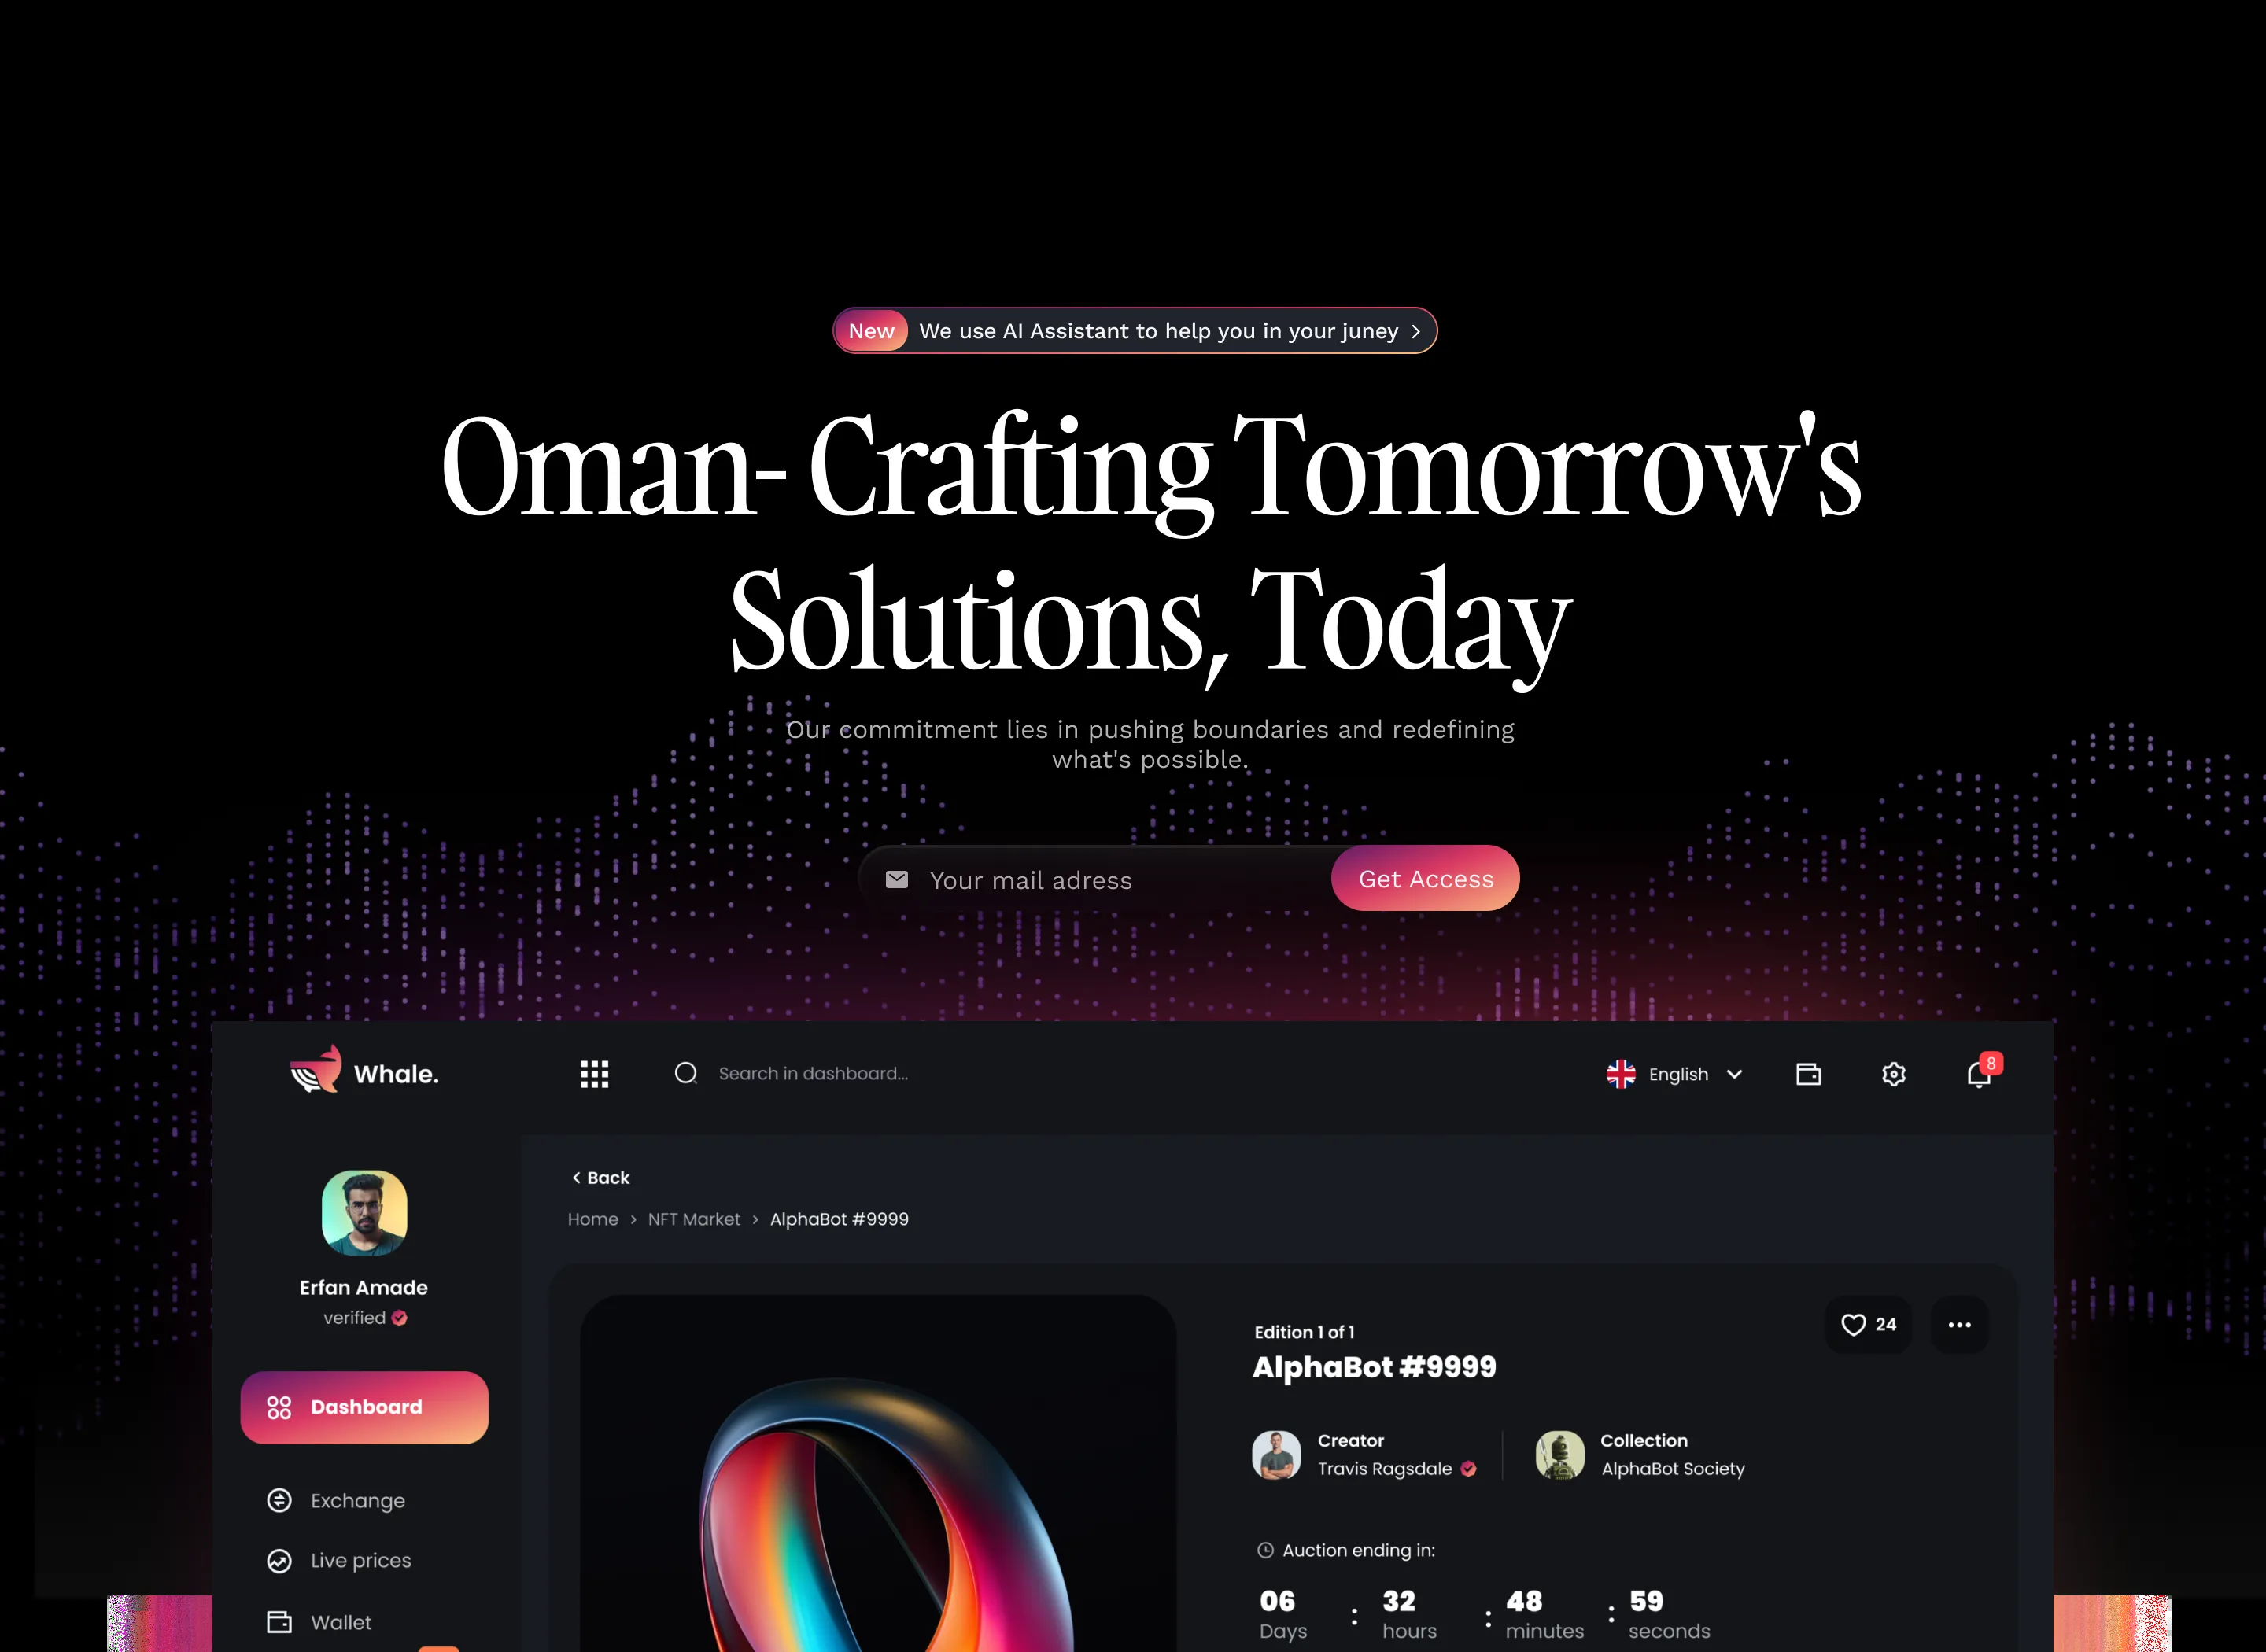 New We use AI Assistant to help you in your juney
Oman- Crafting Tomorrow's
Solutions, Today
Our commitment lies in pushing boundaries and redefining
what's possible.
Your mail adress
Get Access
Whale.
Search in dashboard...
English
8
Back
Home > NFT Market > AlphaBot #9999
Erfan Amade
verified
Dashboard
Exchange
Live prices
Wallet
Edition 1 of 1
AlphaBot #9999
24
Creator
Travis Ragsdale
Collection
AlphaBot Society
Auction ending in:
06 : 32 : 48 : 59
Days hours minutes seconds